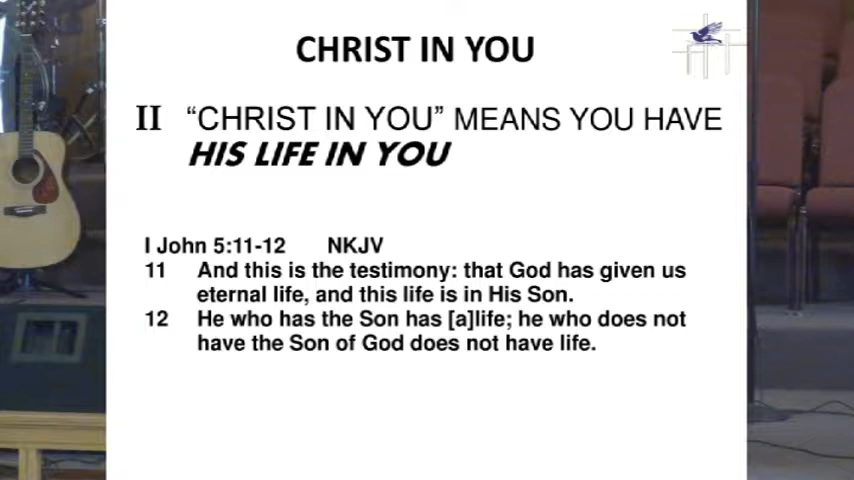 CHRIST IN YOU
II “CHRIST IN YOU” MEANS YOU HAVE
HIS LIFE IN YOU
I John 5:11-12 NKJV
11 And this is the testimony: that God has given us
eternal life, and this life is in His Son.
12 He who has the Son has [a]life; he who does not
have the Son of God does not have life.